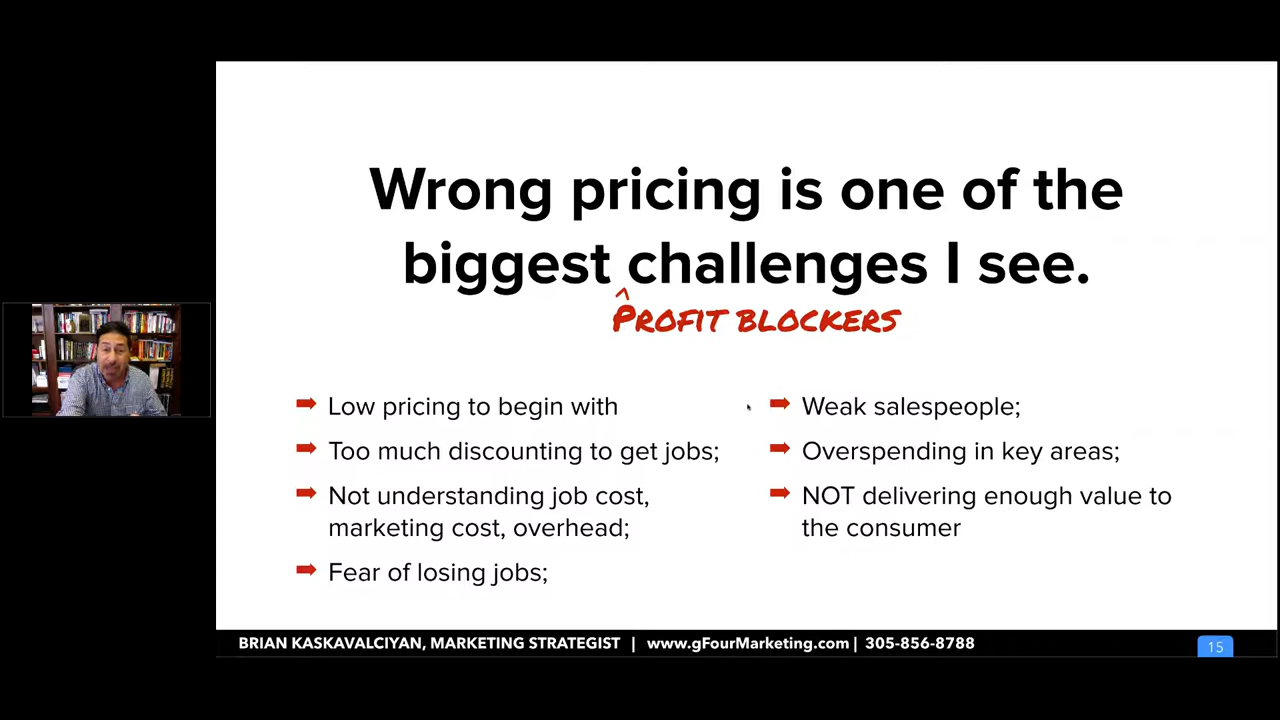 Wrong pricing is one of the
biggest challenges I see.
^
PROFIT BLOCKERS
Low pricing to begin with
Too much discounting to get jobs;
Not understanding job cost,
marketing cost, overhead;
Fear of losing jobs;
Weak salespeople;
Overspending in key areas;
NOT delivering enough value to
the consumer
BRIAN KASKAVALCIYAN, MARKETING STRATEGIST | www.gFourMarketing.com | 305-856-8788
15